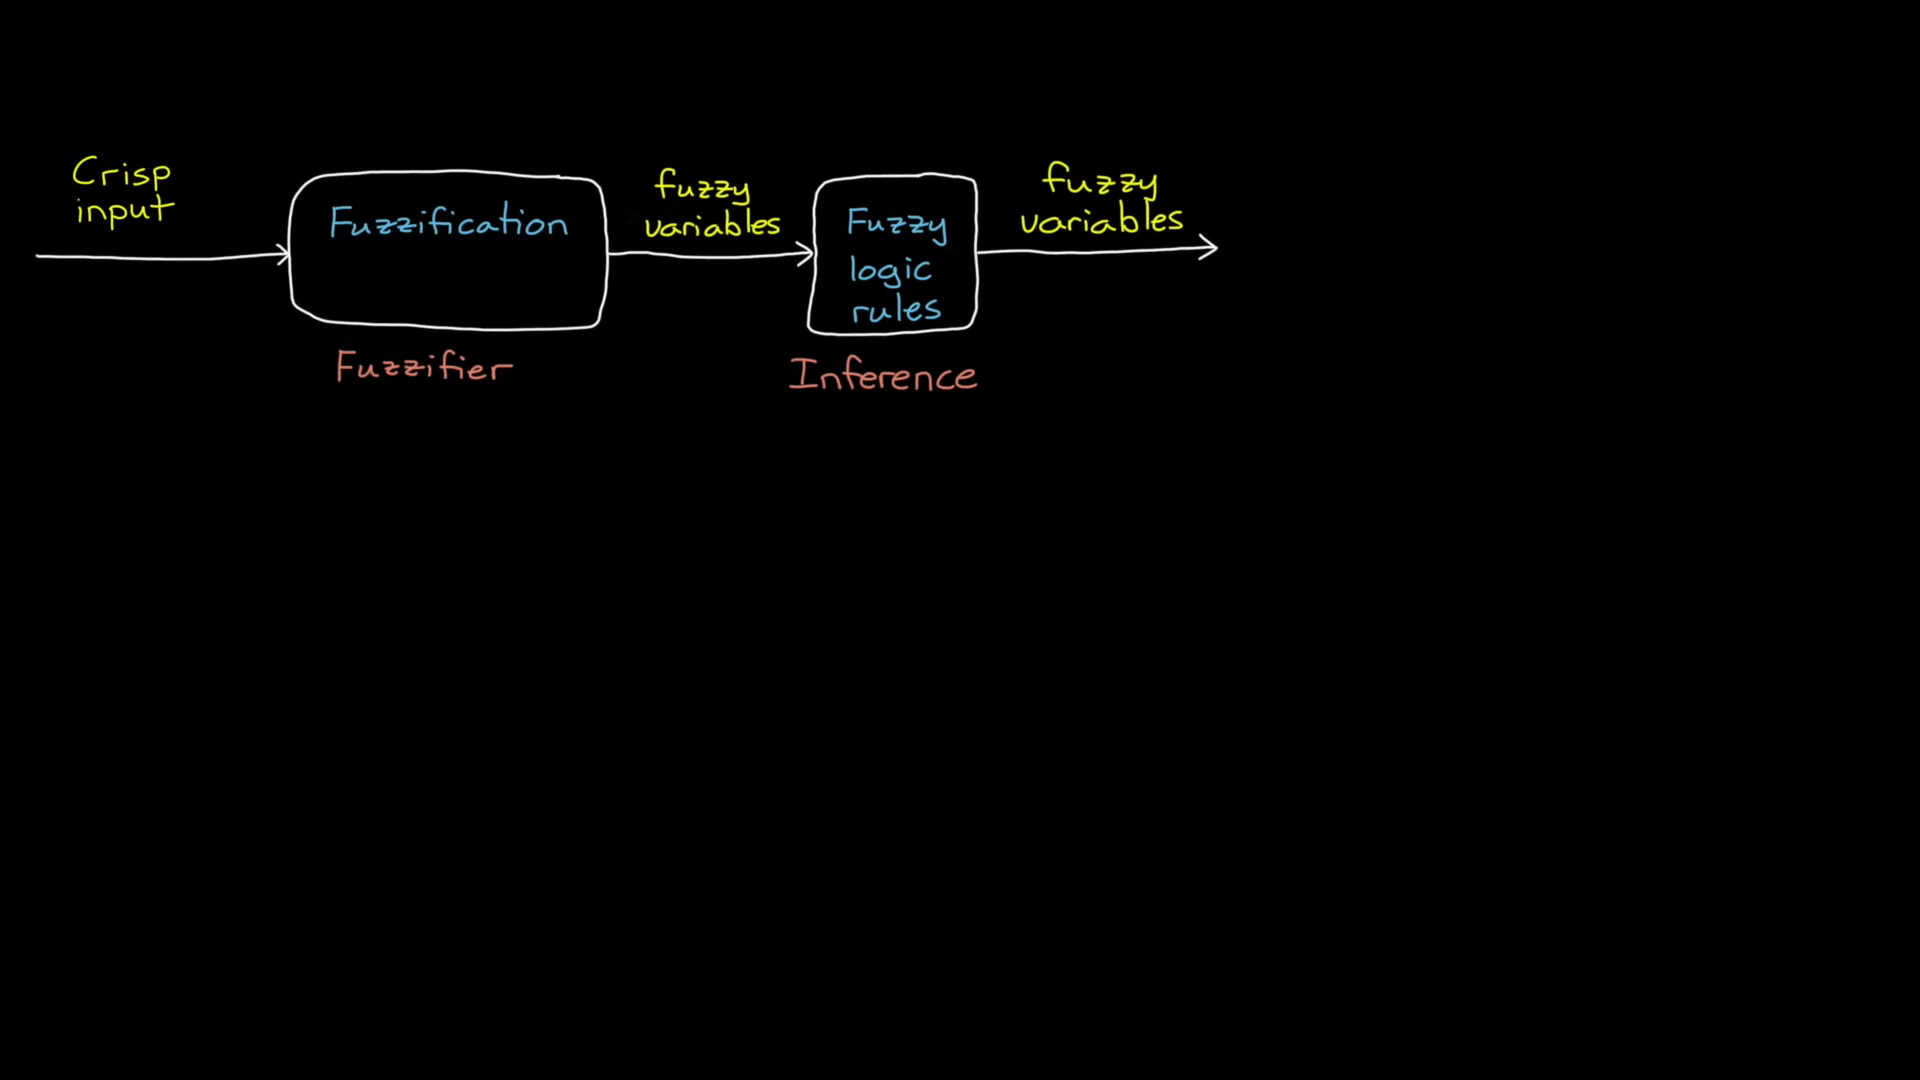 Crisp
input
Fuzzification
Fuzzifier
fuzzy
variables
Fuzzy
logic
rules
Inference
fuzzy
variables